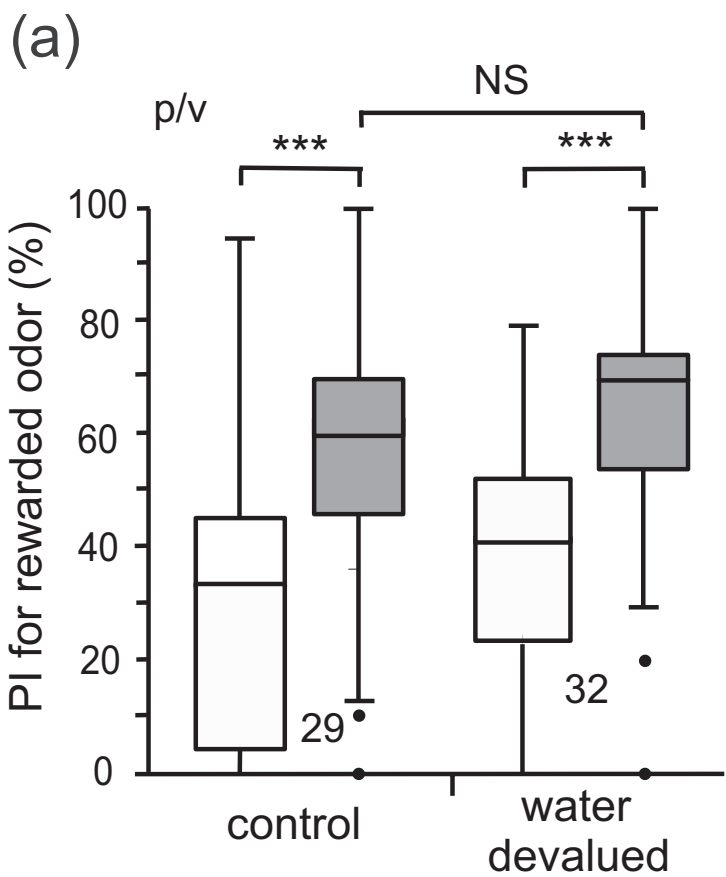 (a)
NS
p/v
***
***
PI for rewarded odor (%)
100
80
60
40
20
0
29
32
control
water
devalued